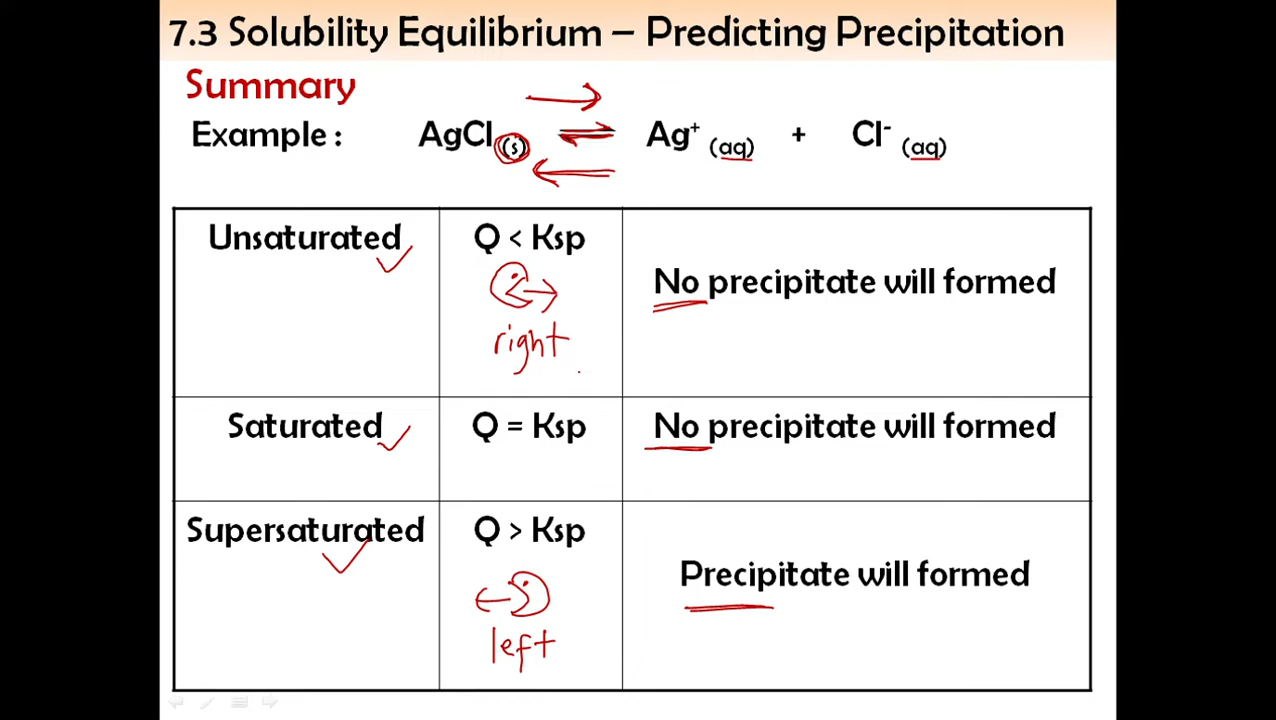 7.3 Solubility Equilibrium – Predicting Precipitation
Summary
Example : AgCl (s) ⇌ Ag⁺ (aq) + Cl⁻ (aq)
Unsaturated
Q < Ksp
right
No precipitate will formed
Saturated
Q = Ksp
No precipitate will formed
Supersaturated
Q > Ksp
left
Precipitate will formed